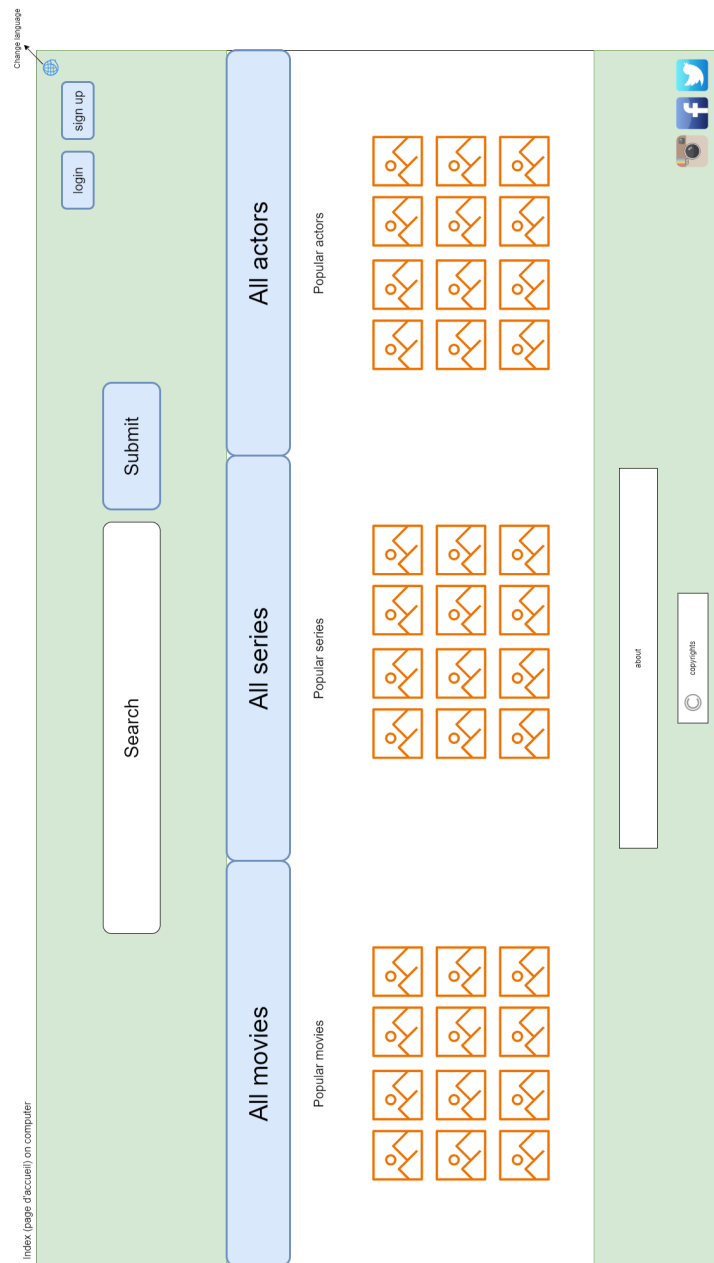 Index (page d'accueil) on computer
Change language
login
sign up
Search
Submit
All movies
All series
All actors
Popular movies
Popular series
Popular actors
about
© copyrights